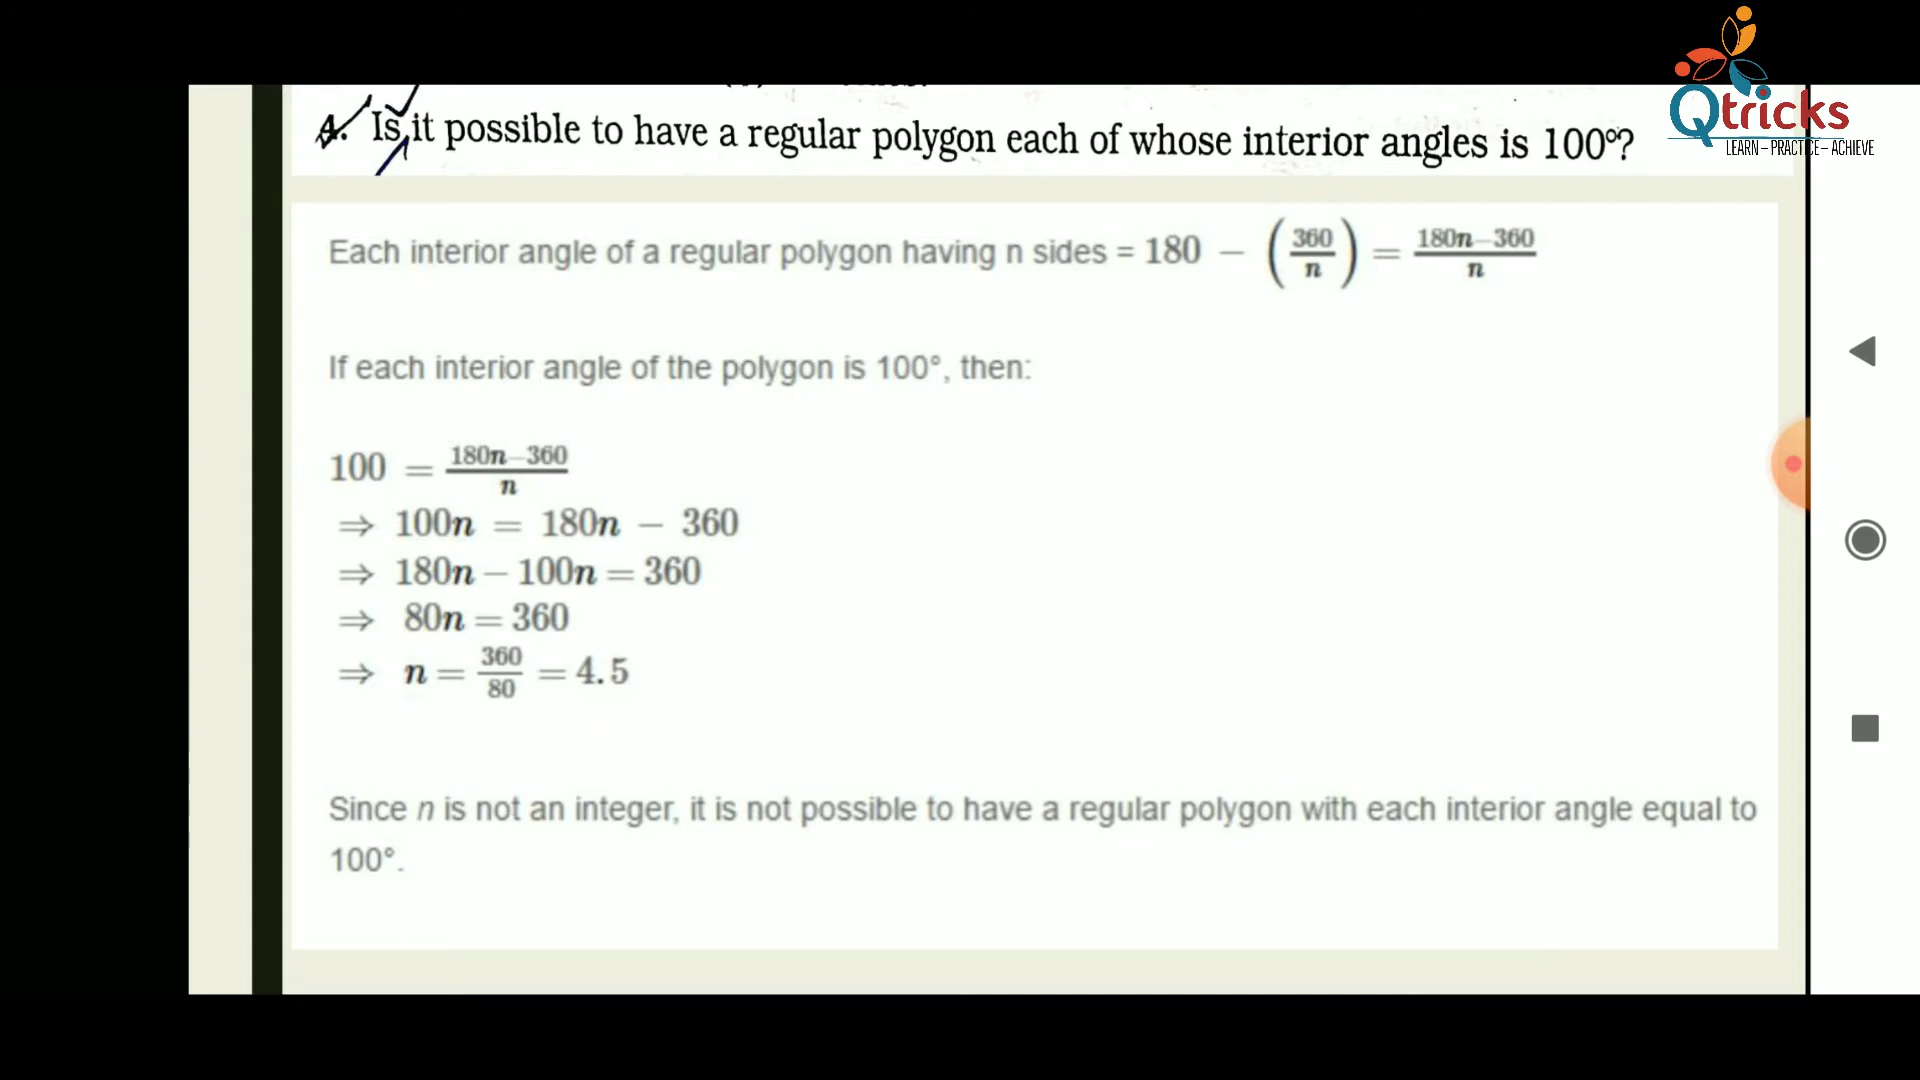 Qtricks
LEARN – PRACTICE – ACHIEVE
4. Is it possible to have a regular polygon each of whose interior angles is 100°?
Each interior angle of a regular polygon having n sides = 180 − (360/n) = (180n−360)/n
If each interior angle of the polygon is 100°, then:
100 = (180n−360)/n
⇒ 100n = 180n − 360
⇒ 180n − 100n = 360
⇒ 80n = 360
⇒ n = 360/80 = 4.5
Since n is not an integer, it is not possible to have a regular polygon with each interior angle equal to
100°.